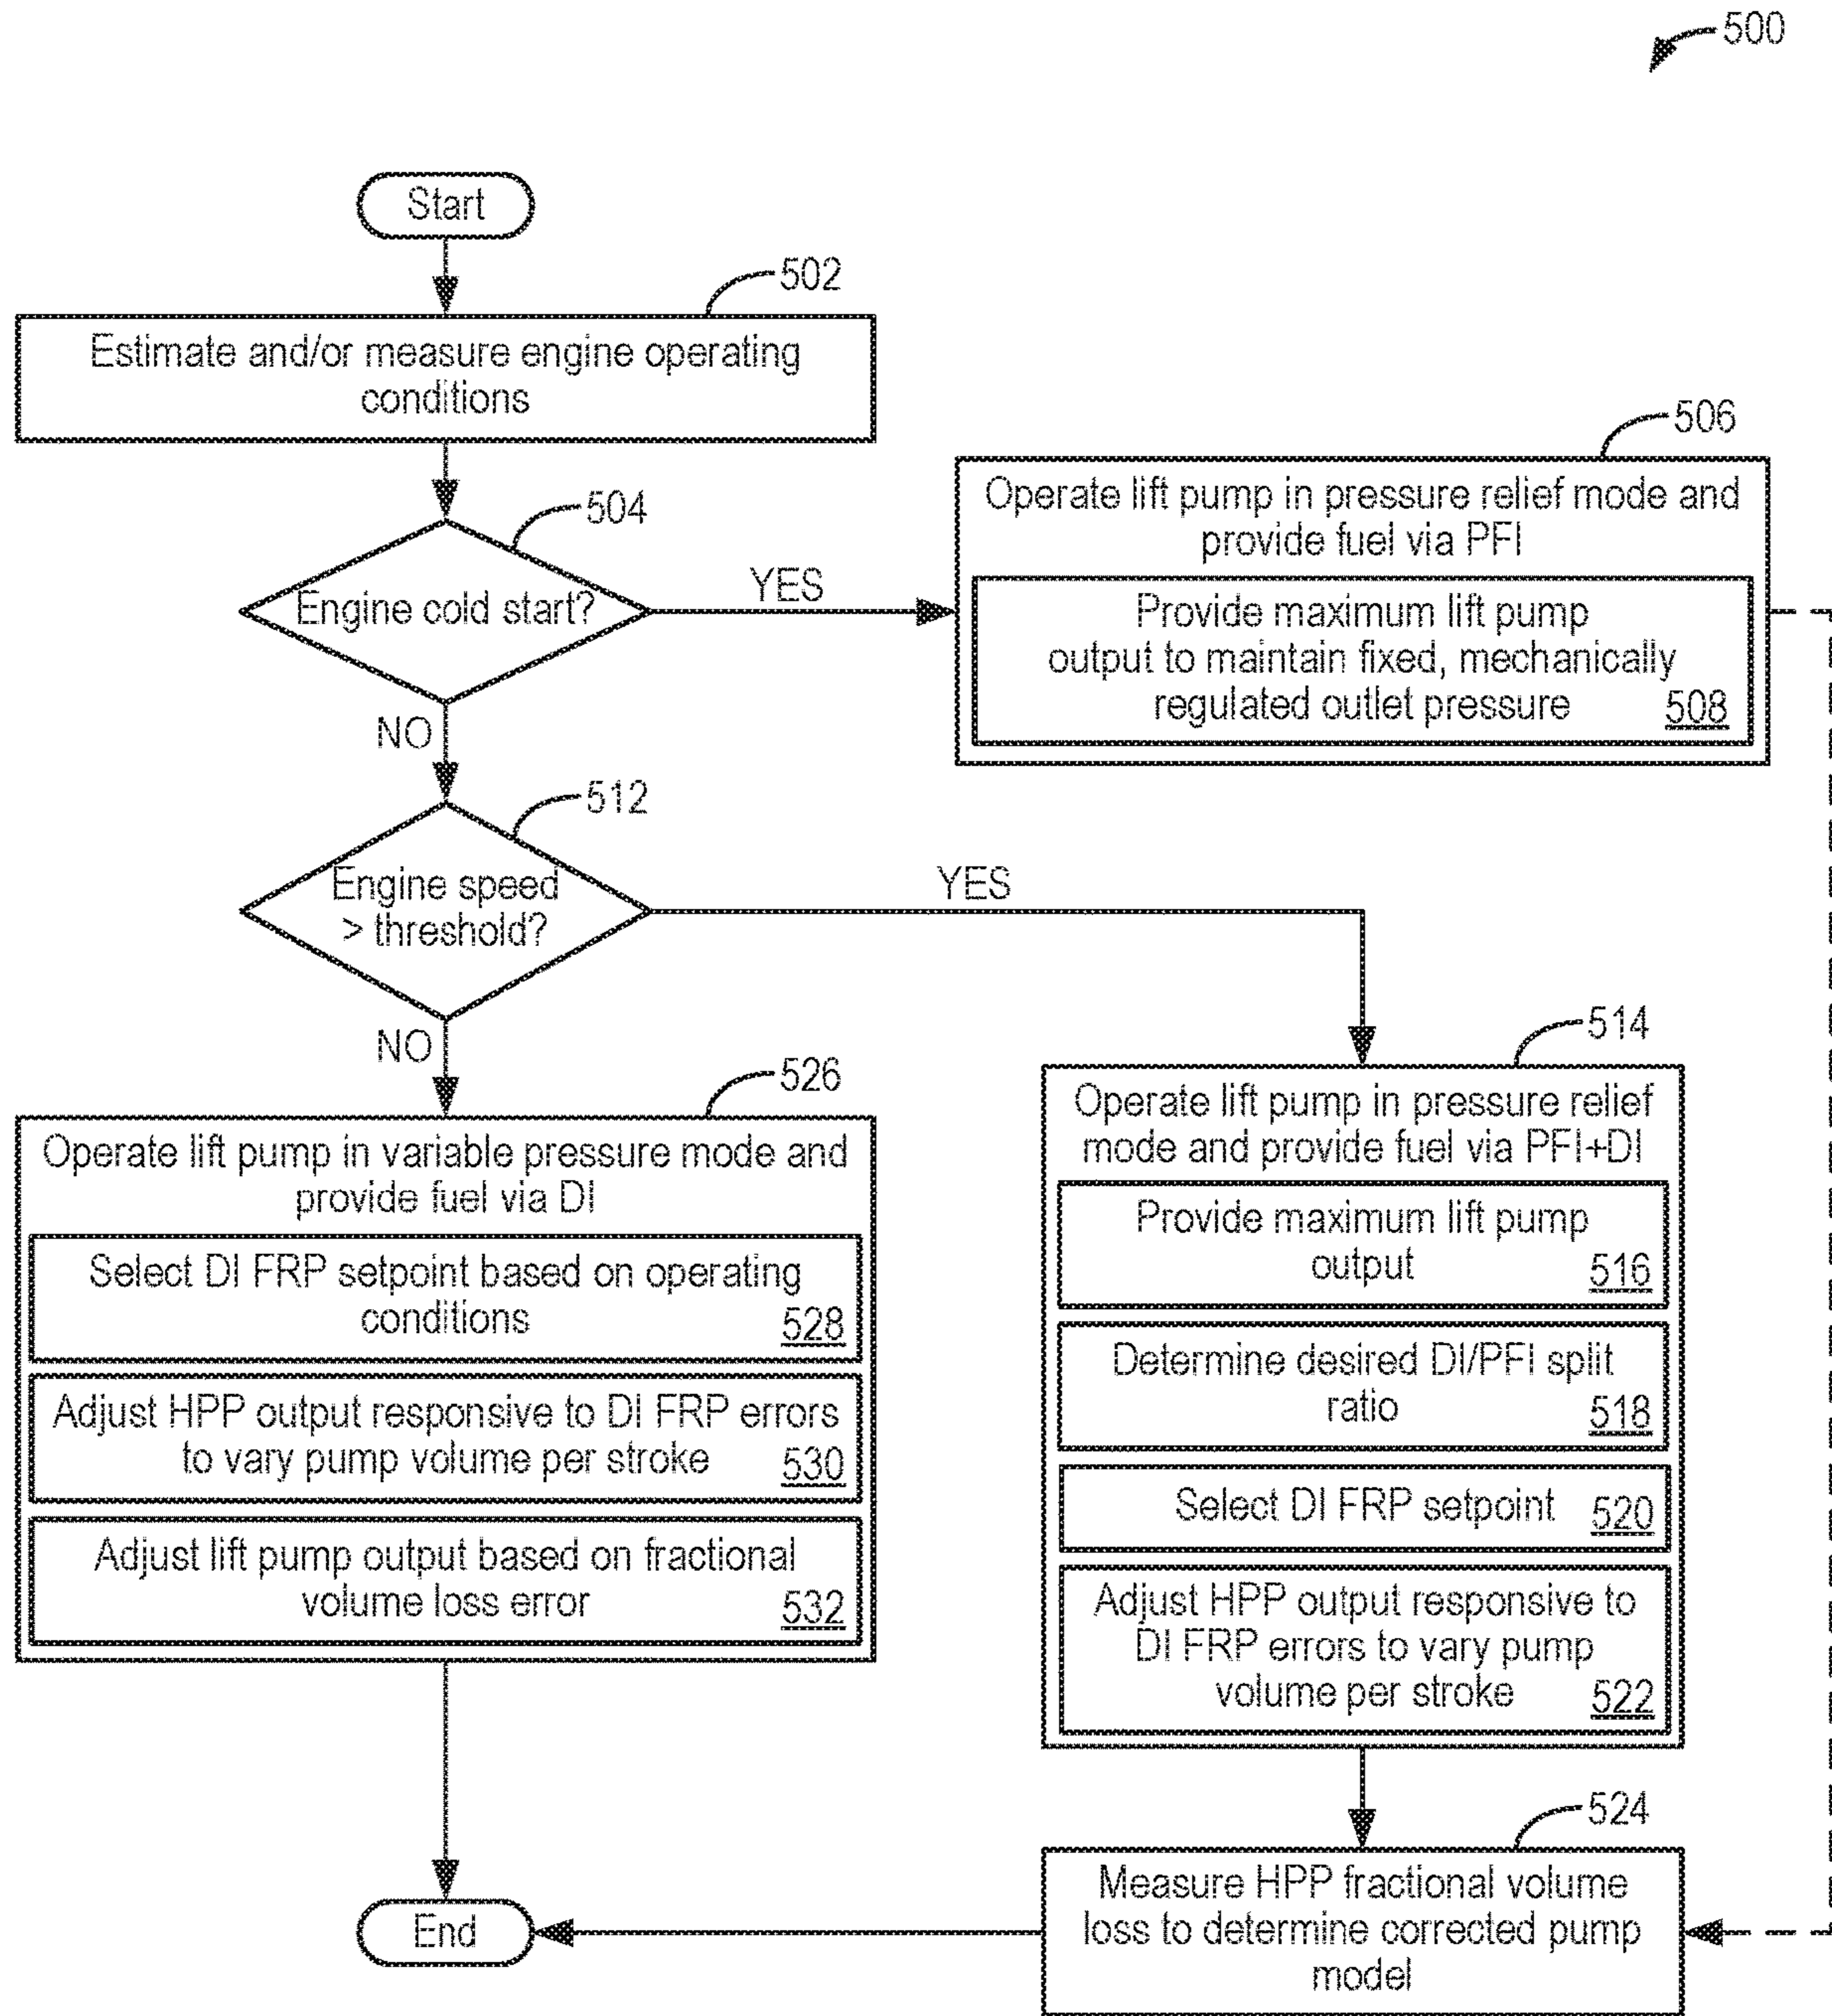 500
Start
502
Estimate and/or measure engine operating
conditions
504
Engine cold start?
YES
NO
506
Operate lift pump in pressure relief mode and
provide fuel via PFI
Provide maximum lift pump
output to maintain fixed, mechanically
regulated outlet pressure 508
512
Engine speed
> threshold?
YES
NO
526
Operate lift pump in variable pressure mode and
provide fuel via DI
Select DI FRP setpoint based on operating
conditions 528
Adjust HPP output responsive to DI FRP errors
to vary pump volume per stroke 530
Adjust lift pump output based on fractional
volume loss error 532
514
Operate lift pump in pressure relief
mode and provide fuel via PFI+DI
Provide maximum lift pump
output 516
Determine desired DI/PFI split
ratio 518
Select DI FRP setpoint 520
Adjust HPP output responsive to
DI FRP errors to vary pump
volume per stroke 522
524
Measure HPP fractional volume
loss to determine corrected pump
model
End